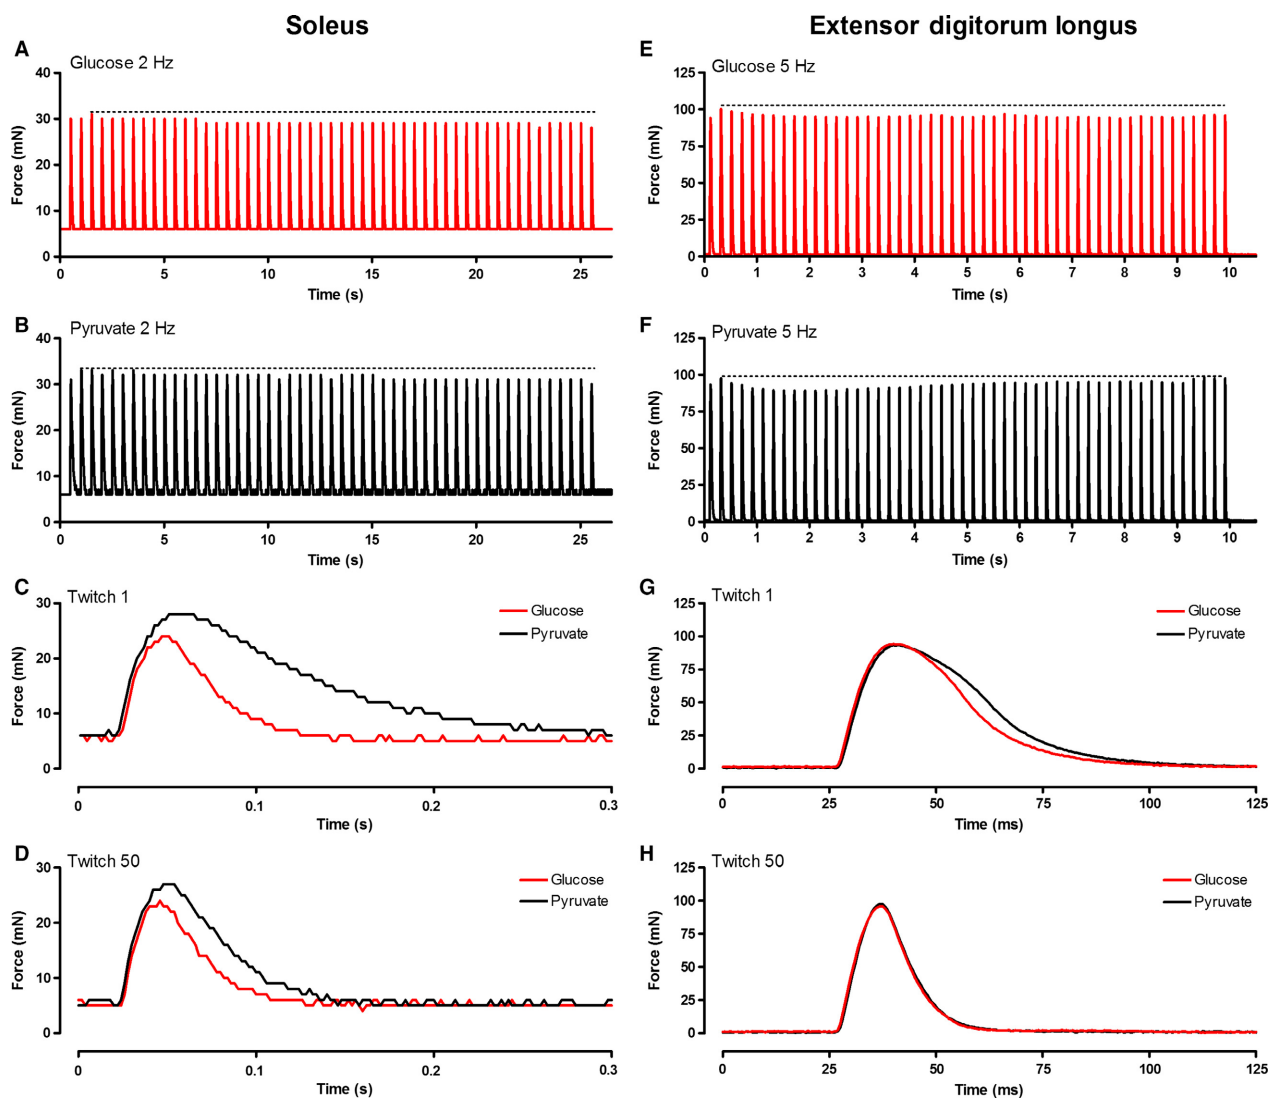 Soleus
Extensor digitorum longus
A
Glucose 2 Hz
40
30
20
10
0
Force (mN)
0 5 10 15 20 25
Time (s)
E
Glucose 5 Hz
125
100
75
50
25
0
Force (mN)
0 1 2 3 4 5 6 7 8 9 10
Time (s)
B
Pyruvate 2 Hz
40
30
20
10
0
Force (mN)
0 5 10 15 20 25
Time (s)
F
Pyruvate 5 Hz
125
100
75
50
25
0
Force (mN)
0 1 2 3 4 5 6 7 8 9 10
Time (s)
C
Twitch 1
30
20
10
0
Force (mN)
Glucose
Pyruvate
0 0.1 0.2 0.3
Time (s)
G
Twitch 1
125
100
75
50
25
0
Force (mN)
Glucose
Pyruvate
0 25 50 75 100 125
Time (ms)
D
Twitch 50
30
20
10
0
Force (mN)
Glucose
Pyruvate
0 0.1 0.2 0.3
Time (s)
H
Twitch 50
125
100
75
50
25
0
Force (mN)
Glucose
Pyruvate
0 25 50 75 100 125
Time (ms)